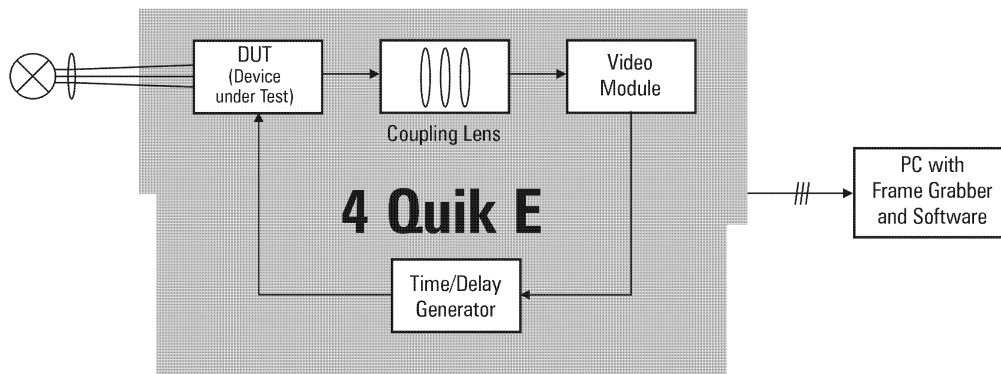 DUT
(Device
under Test)
Coupling Lens
Video
Module
4 Quik E
Time/Delay
Generator
PC with
Frame Grabber
and Software